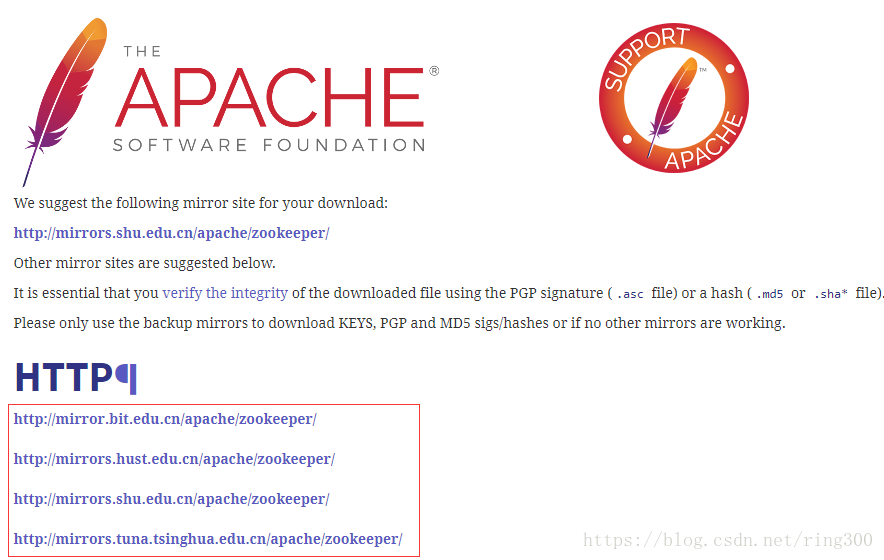 THE
APACHE®
SOFTWARE FOUNDATION
SUPPORT
™
APACHE
We suggest the following mirror site for your download:
http://mirrors.shu.edu.cn/apache/zookeeper/
Other mirror sites are suggested below.
It is essential that you verify the integrity of the downloaded file using the PGP signature ( .asc file) or a hash ( .md5 or .sha* file).
Please only use the backup mirrors to download KEYS, PGP and MD5 sigs/hashes or if no other mirrors are working.
HTTP¶
http://mirror.bit.edu.cn/apache/zookeeper/
http://mirrors.hust.edu.cn/apache/zookeeper/
http://mirrors.shu.edu.cn/apache/zookeeper/
http://mirrors.tuna.tsinghua.edu.cn/apache/zookeeper/
https://blog.csdn.net/ring300